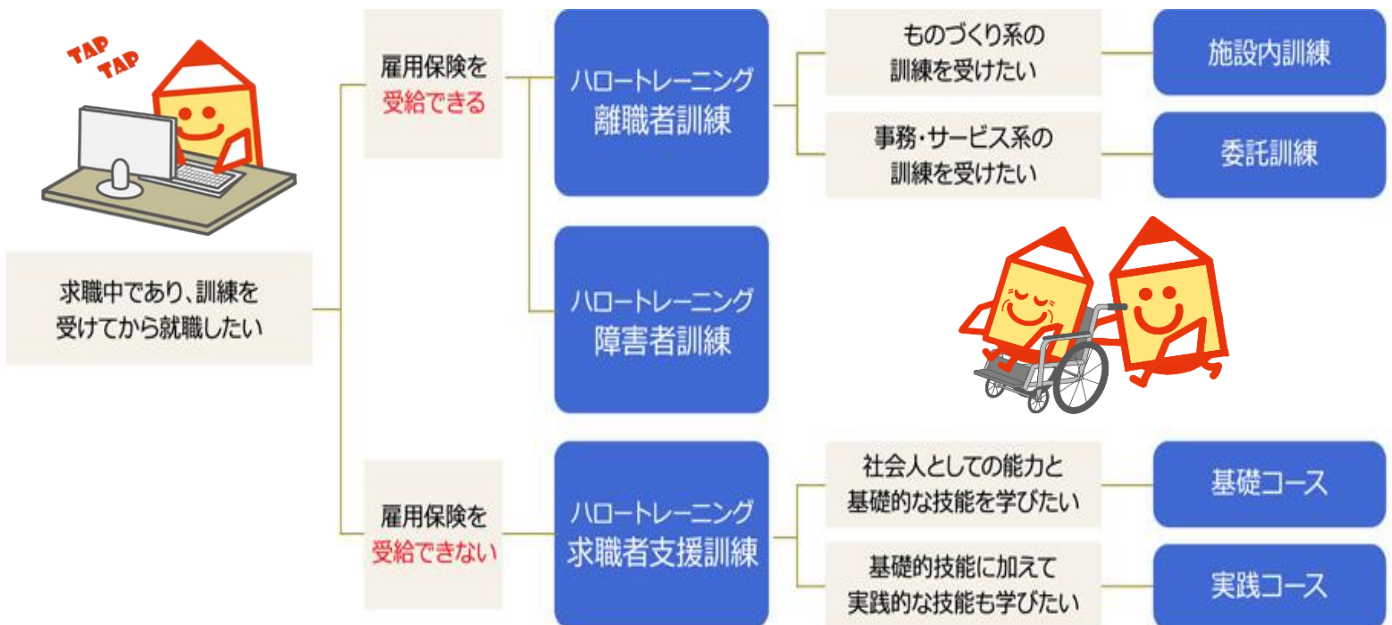 TAP
TAP
求職中であり、訓練を
受けてから就職したい
雇用保険を
受給できる
ハロートレーニング
離職者訓練
ものづくり系の
訓練を受けたい
施設内訓練
事務・サービス系の
訓練を受けたい
委託訓練
ハロートレーニング
障害者訓練
雇用保険を
受給できない
ハロートレーニング
求職者支援訓練
社会人としての能力と
基礎的な技能を学びたい
基礎コース
基礎的技能に加えて
実践的な技能も学びたい
実践コース